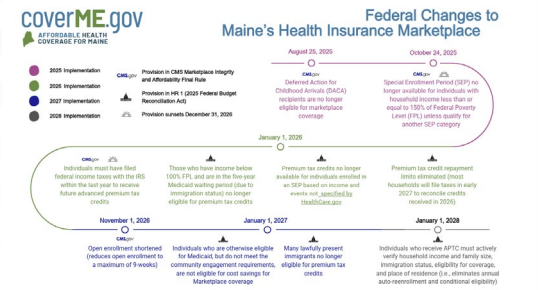 coverME.gov
AFFORDABLE HEALTH
COVERAGE FOR MAINE
Federal Changes to
Maine's Health Insurance Marketplace
2025 Implementation
2026 Implementation
2027 Implementation
2028 Implementation
CMS.gov
Provision in CMS Marketplace Integrity
and Affordability Final Rule
Provision in HR 1 (2025 Federal Budget
Reconciliation Act)
Provision sunsets December 31, 2026
August 25, 2025
CMS.gov
Deferred Action for
Childhood Arrivals (DACA)
recipients are no longer
eligible for marketplace
coverage
October 24, 2025
CMS.gov
Special Enrollment Period (SEP) no
longer available for individuals with
household income less than or
equal to 150% of Federal Poverty
Level (FPL) unless qualify for
another SEP category
January 1, 2026
CMS.gov
Individuals must have filed
federal income taxes with the IRS
within the last year to receive
future advanced premium tax
credits
Those who have income below
100% FPL and are in the five-year
Medicaid waiting period (due to
immigration status) no longer
eligible for premium tax credits
Premium tax credits no longer
available for individuals enrolled in
an SEP based on income and
events not specified by
HealthCare.gov
Premium tax credit repayment
limits eliminated (most
households will file taxes in early
2027 to reconcile credits
received in 2026)
November 1, 2026
CMS.gov
Open enrollment shortened
(reduces open enrollment to
a maximum of 9-weeks)
January 1, 2027
Individuals who are otherwise eligible
for Medicaid, but do not meet the
community engagement requirements,
are not eligible for cost savings for
Marketplace coverage
Many lawfully present
immigrants no longer
eligible for premium tax
credits
January 1, 2028
Individuals who receive APTC must actively
verify household income and family size,
immigration status, eligibility for coverage,
and place of residence (i.e., eliminates annual
auto-reenrollment and conditional eligibility)